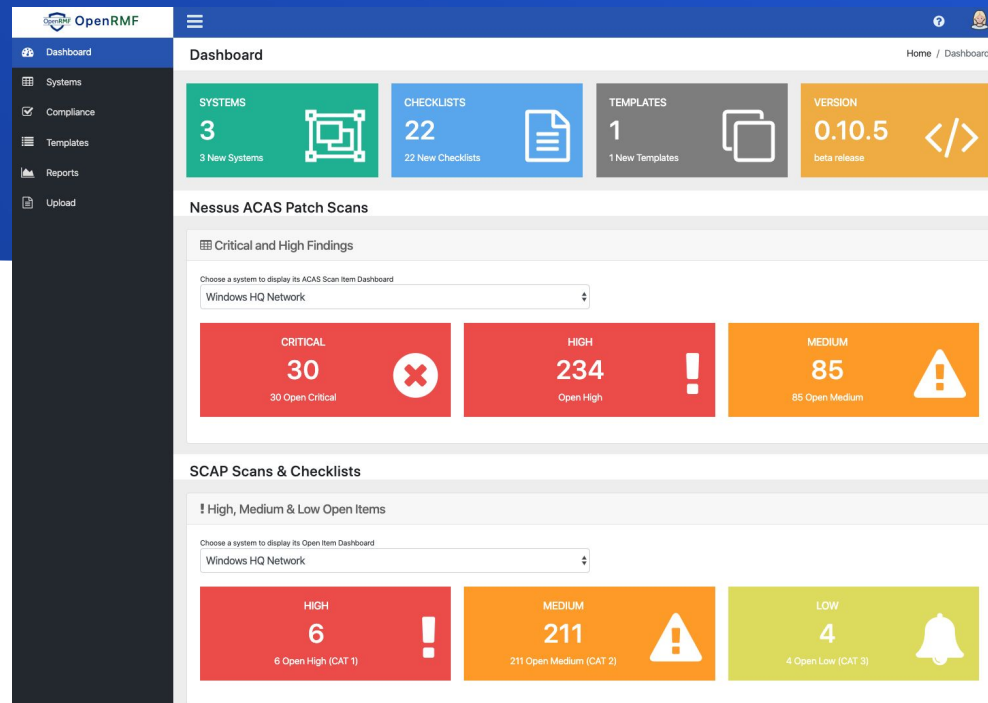 OpenRMF OpenRMF
Dashboard
Systems
Compliance
Templates
Reports
Upload
Dashboard
Home / Dashboard
SYSTEMS
3
3 New Systems
CHECKLISTS
22
22 New Checklists
TEMPLATES
1
1 New Templates
VERSION
0.10.5
beta release
</>
Nessus ACAS Patch Scans
Critical and High Findings
Choose a system to display its ACAS Scan Item Dashboard
Windows HQ Network
CRITICAL
30
30 Open Critical
HIGH
234
Open High
MEDIUM
85
85 Open Medium
SCAP Scans & Checklists
! High, Medium & Low Open Items
Choose a system to display its Open Item Dashboard
Windows HQ Network
HIGH
6
6 Open High (CAT 1)
MEDIUM
211
211 Open Medium (CAT 2)
LOW
4
4 Open Low (CAT 3)